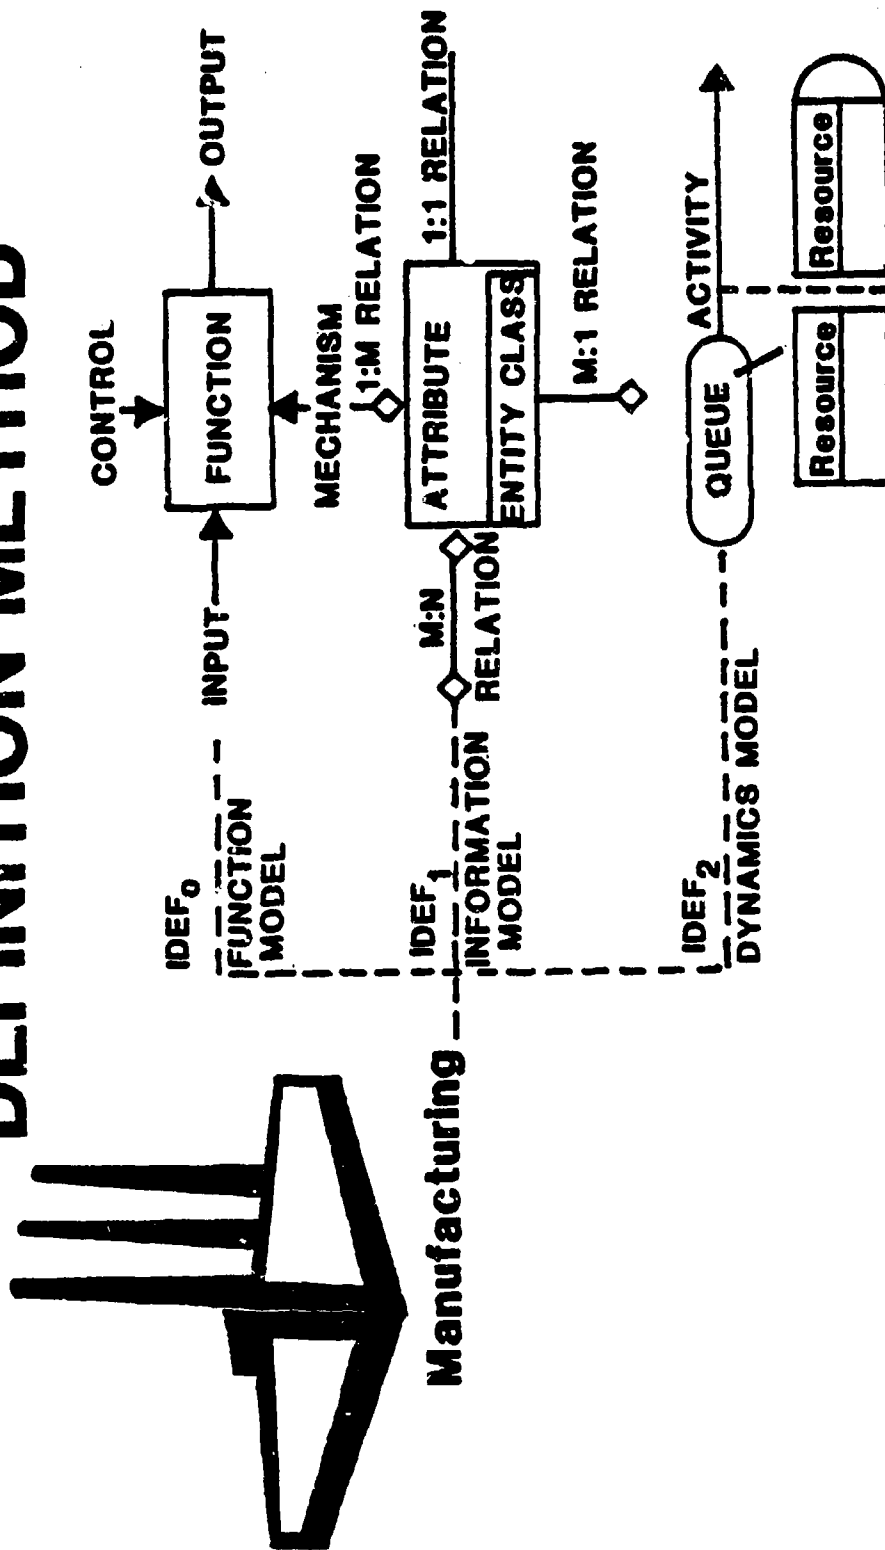 DEFINITION METHOD
CONTROL
INPUT
FUNCTION
OUTPUT
MECHANISM
IDEF0
FUNCTION
MODEL
1:M RELATION
M:N
RELATION
ATTRIBUTE
ENTITY CLASS
1:1 RELATION
M:1 RELATION
Manufacturing
IDEF1
INFORMATION
MODEL
IDEF2
DYNAMICS MODEL
QUEUE
ACTIVITY
Resource
Resource